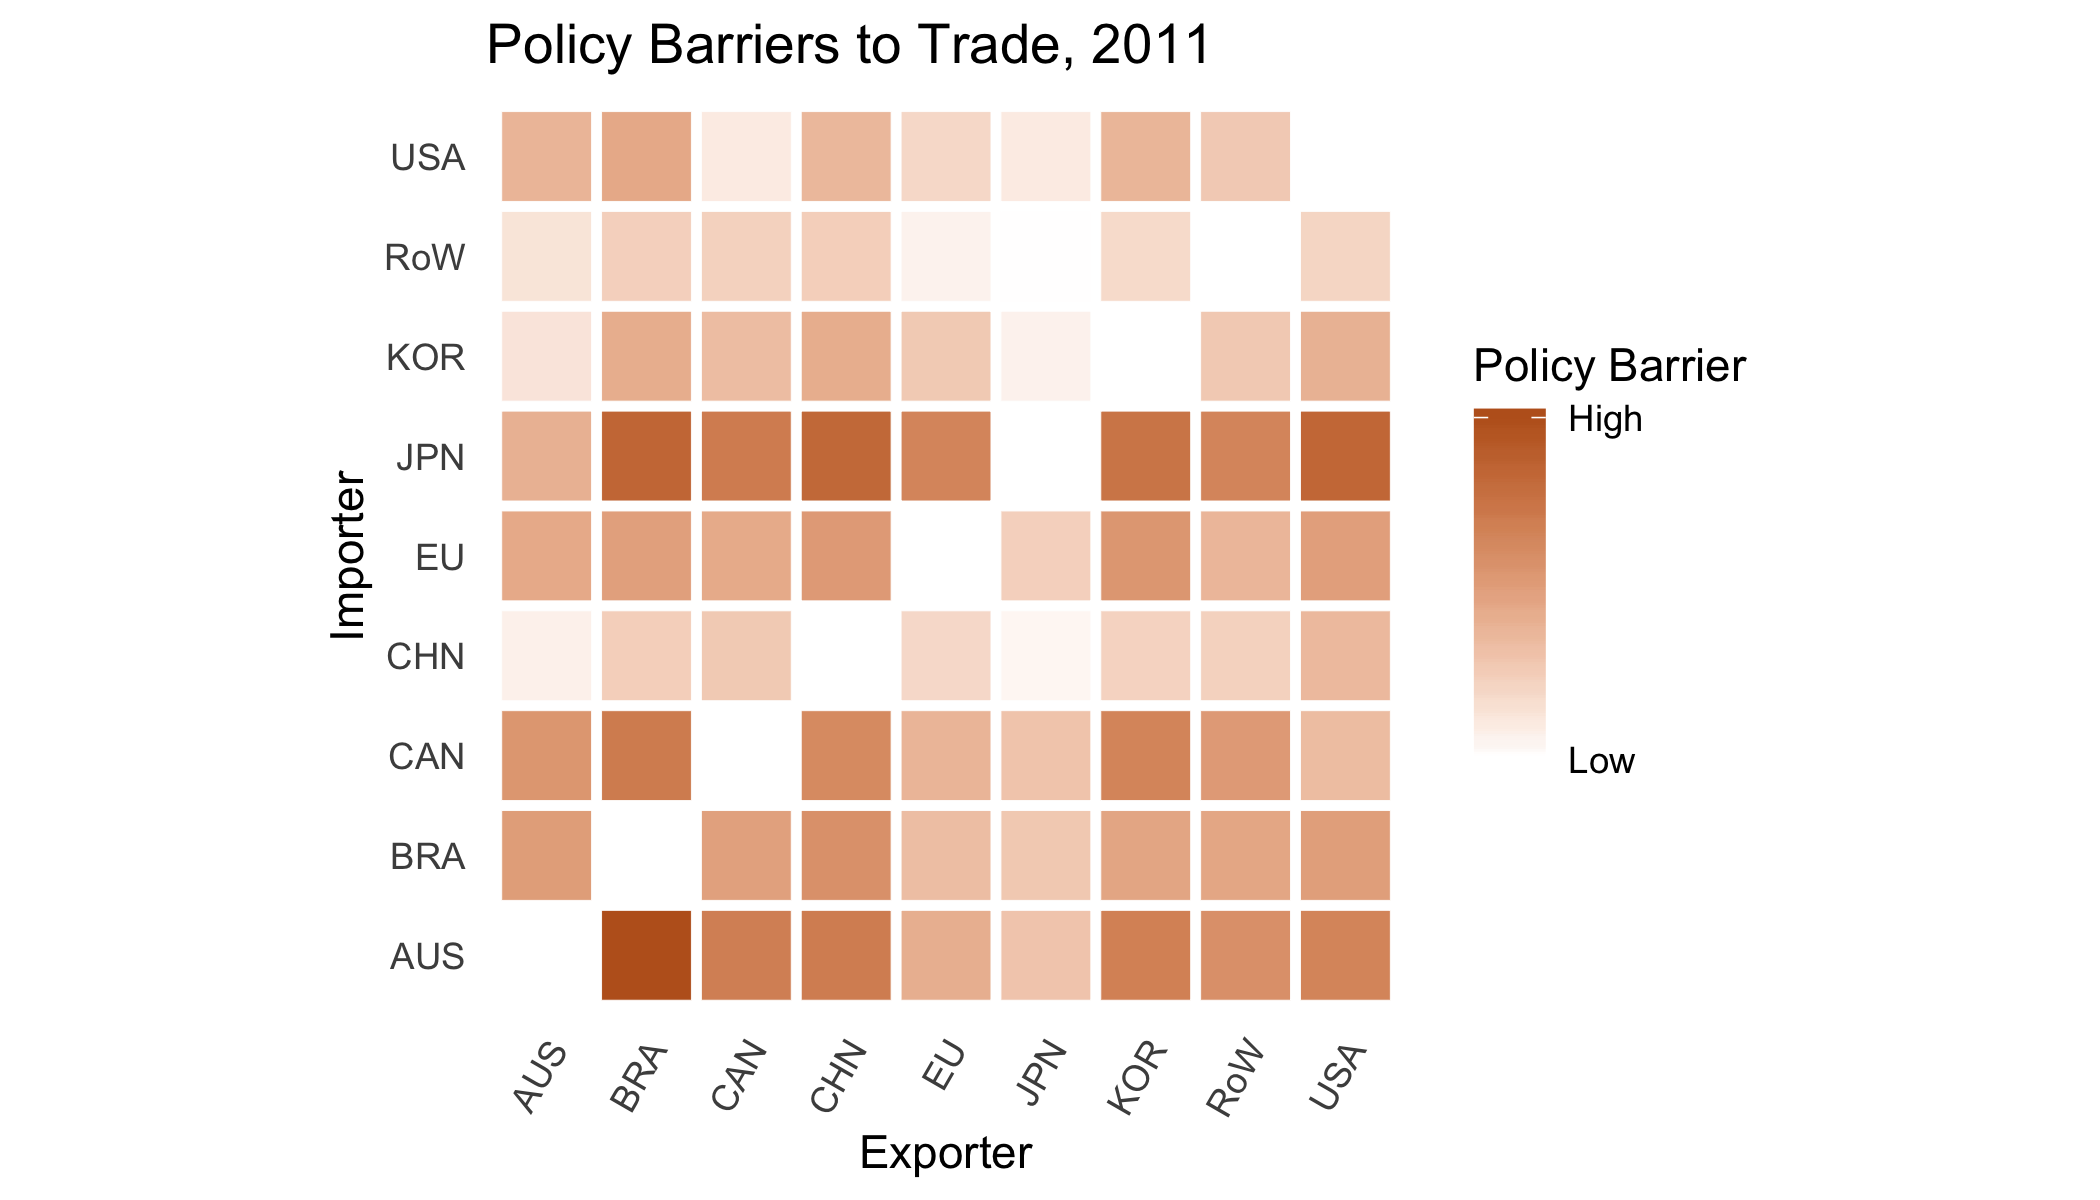 Policy Barriers to Trade, 2011
USA
RoW
KOR
JPN
EU
CHN
CAN
BRA
AUS
Importer
AUS
BRA
CAN
CHN
EU
JPN
KOR
RoW
USA
Exporter
Policy Barrier
High
Low